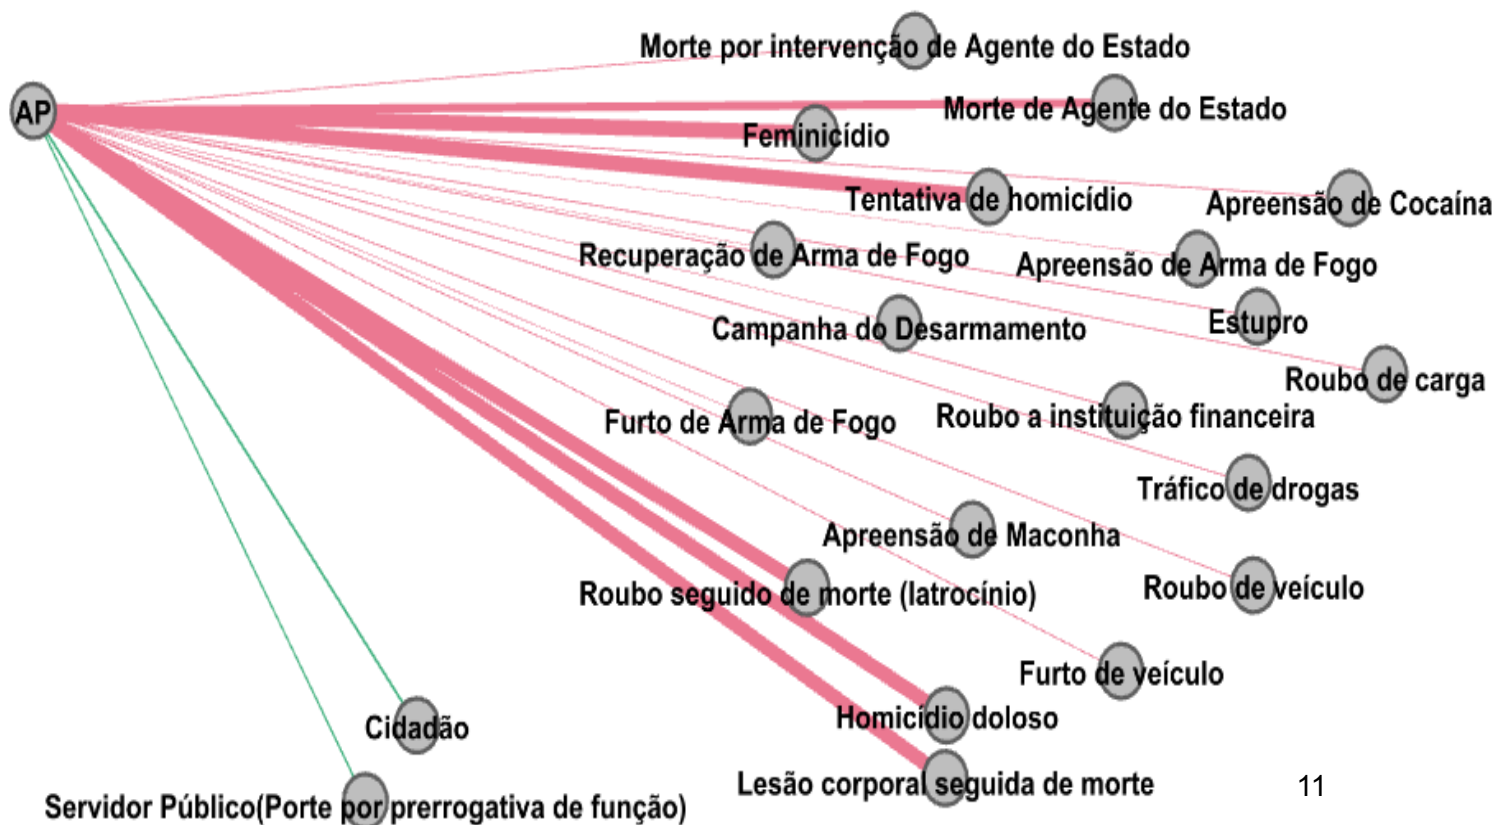 Morte por intervenção de Agente do Estado
AP
Morte de Agente do Estado
Feminicídio
Tentativa de homicídio
Apreensão de Cocaína
Recuperação de Arma de Fogo
Apreensão de Arma de Fogo
Campanha do Desarmamento
Estupro
Roubo de carga
Furto de Arma de Fogo
Roubo a instituição financeira
Tráfico de drogas
Apreensão de Maconha
Roubo seguido de morte (latrocínio)
Roubo de veículo
Furto de veículo
Homicídio doloso
Cidadão
Lesão corporal seguida de morte
11
Servidor Público(Porte por prerrogativa de função)